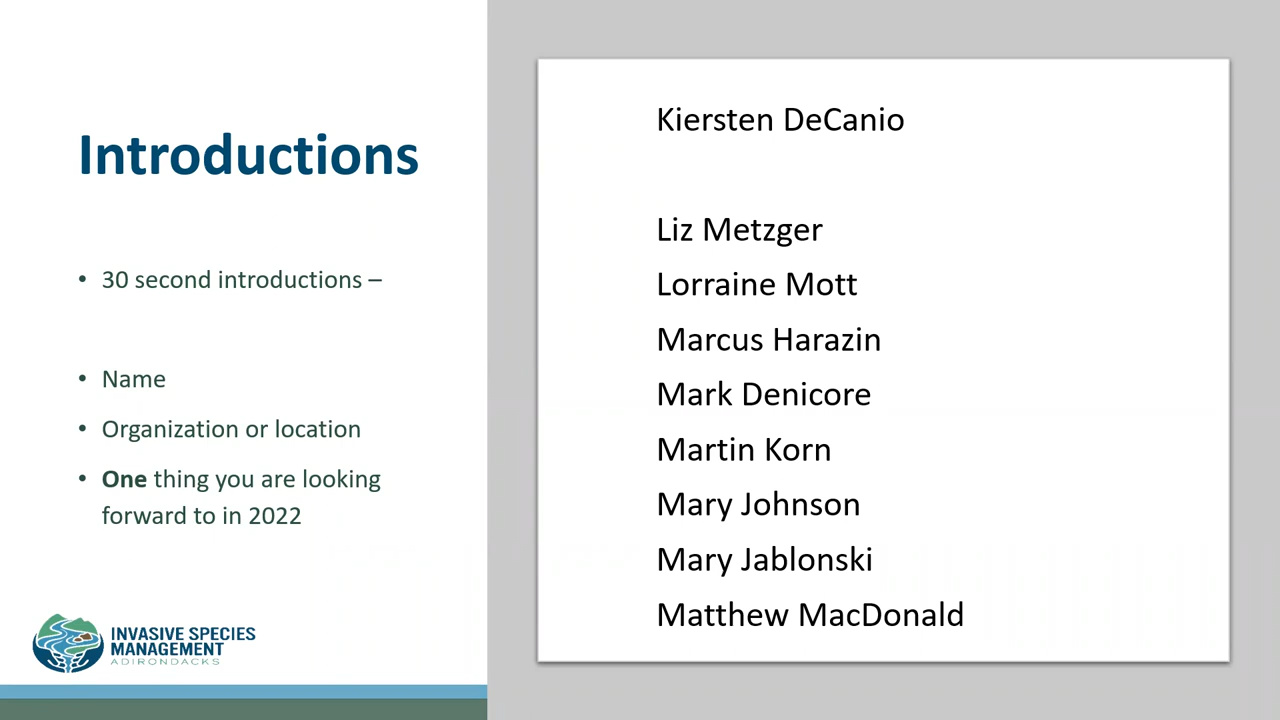 Introductions
• 30 second introductions –
• Name
• Organization or location
• One thing you are looking
forward to in 2022
INVASIVE SPECIES
MANAGEMENT
ADIRONDACKS
Kiersten DeCanio
Liz Metzger
Lorraine Mott
Marcus Harazin
Mark Denicore
Martin Korn
Mary Johnson
Mary Jablonski
Matthew MacDonald